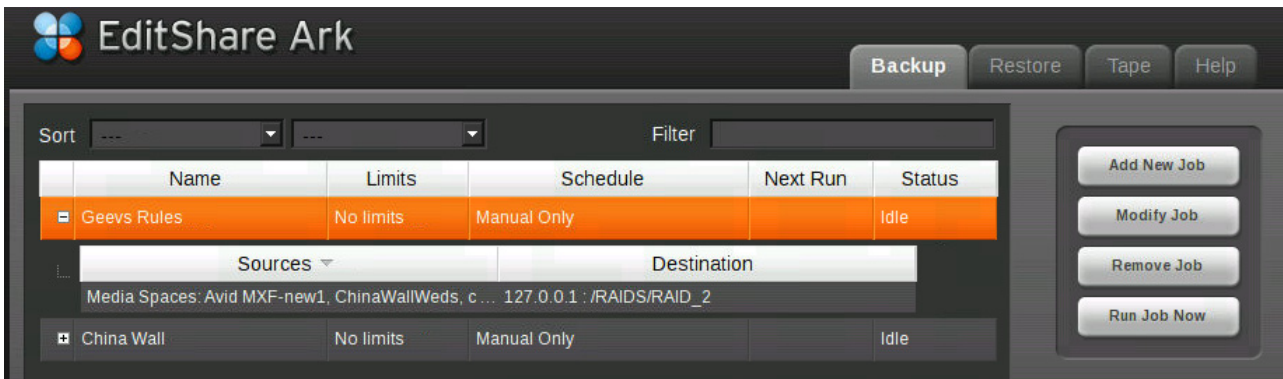 EditShare Ark
Backup Restore Tape Help
Sort --- --- Filter
Name Limits Schedule Next Run Status
Geevs Rules No limits Manual Only Idle
Sources Destination
Media Spaces: Avid MXF-new1, ChinaWallWeds, c ... 127.0.0.1 : /RAIDS/RAID_2
China Wall No limits Manual Only Idle
Add New Job
Modify Job
Remove Job
Run Job Now